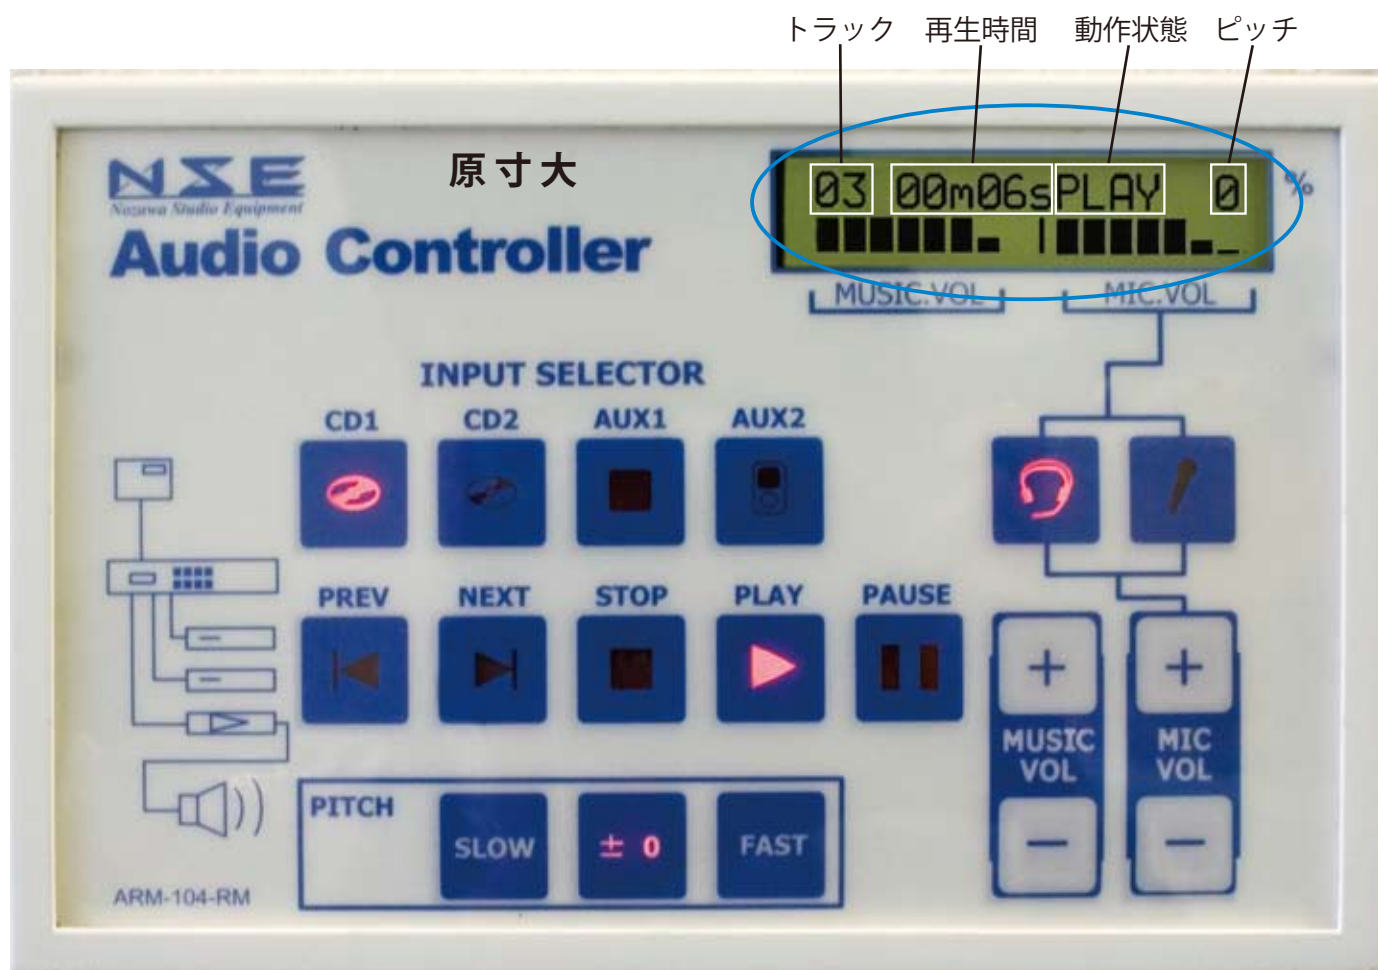 トラック 再生時間 動作状態 ピッチ
原寸大
NSE
Nozawa Studio Equipment
Audio Controller
03 00m06s PLAY 0 %
MUSIC.VOL MIC.VOL
INPUT SELECTOR
CD1 CD2 AUX1 AUX2
PREV NEXT STOP PLAY PAUSE
+ +
MUSIC VOL
MIC VOL
- -
PITCH
SLOW ± 0 FAST
ARM-104-RM